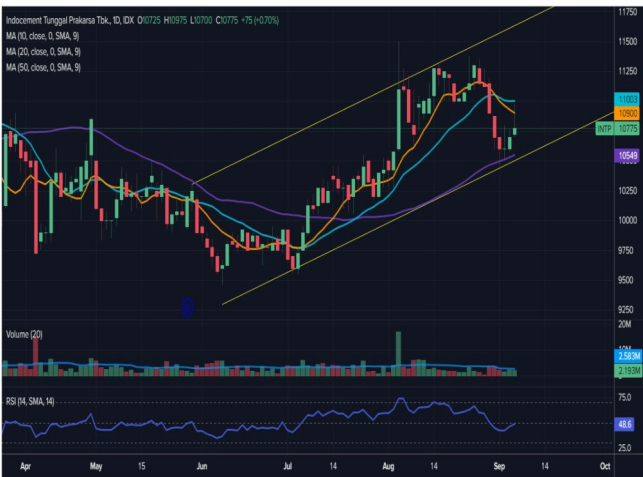 Indocement Tunggal Prakarsa Tbk., 1D, IDX O10725 H10975 L10700 C10775 +75 (+0.70%)
MA (10, close, 0, SMA, 9)
MA (20, close, 0, SMA, 9)
MA (50, close, 0, SMA, 9)
11750
11500
11250
11003
10900
INTP 10775
10549
10250
10000
9750
9500
9250
Volume (20)
20M
2.583M
2.193M
RSI (14, SMA, 14)
75.0
48.6
25.0
Apr May 15 Jun Jul 14 Aug 14 Sep 14 Oct